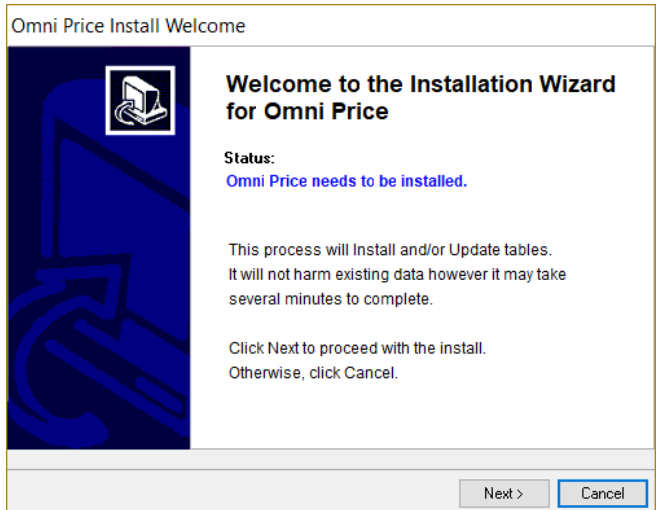 Omni Price Install Welcome
Welcome to the Installation Wizard
for Omni Price
Status:
Omni Price needs to be installed.
This process will Install and/or Update tables.
It will not harm existing data however it may take
several minutes to complete.
Click Next to proceed with the install.
Otherwise, click Cancel.
Next >
Cancel